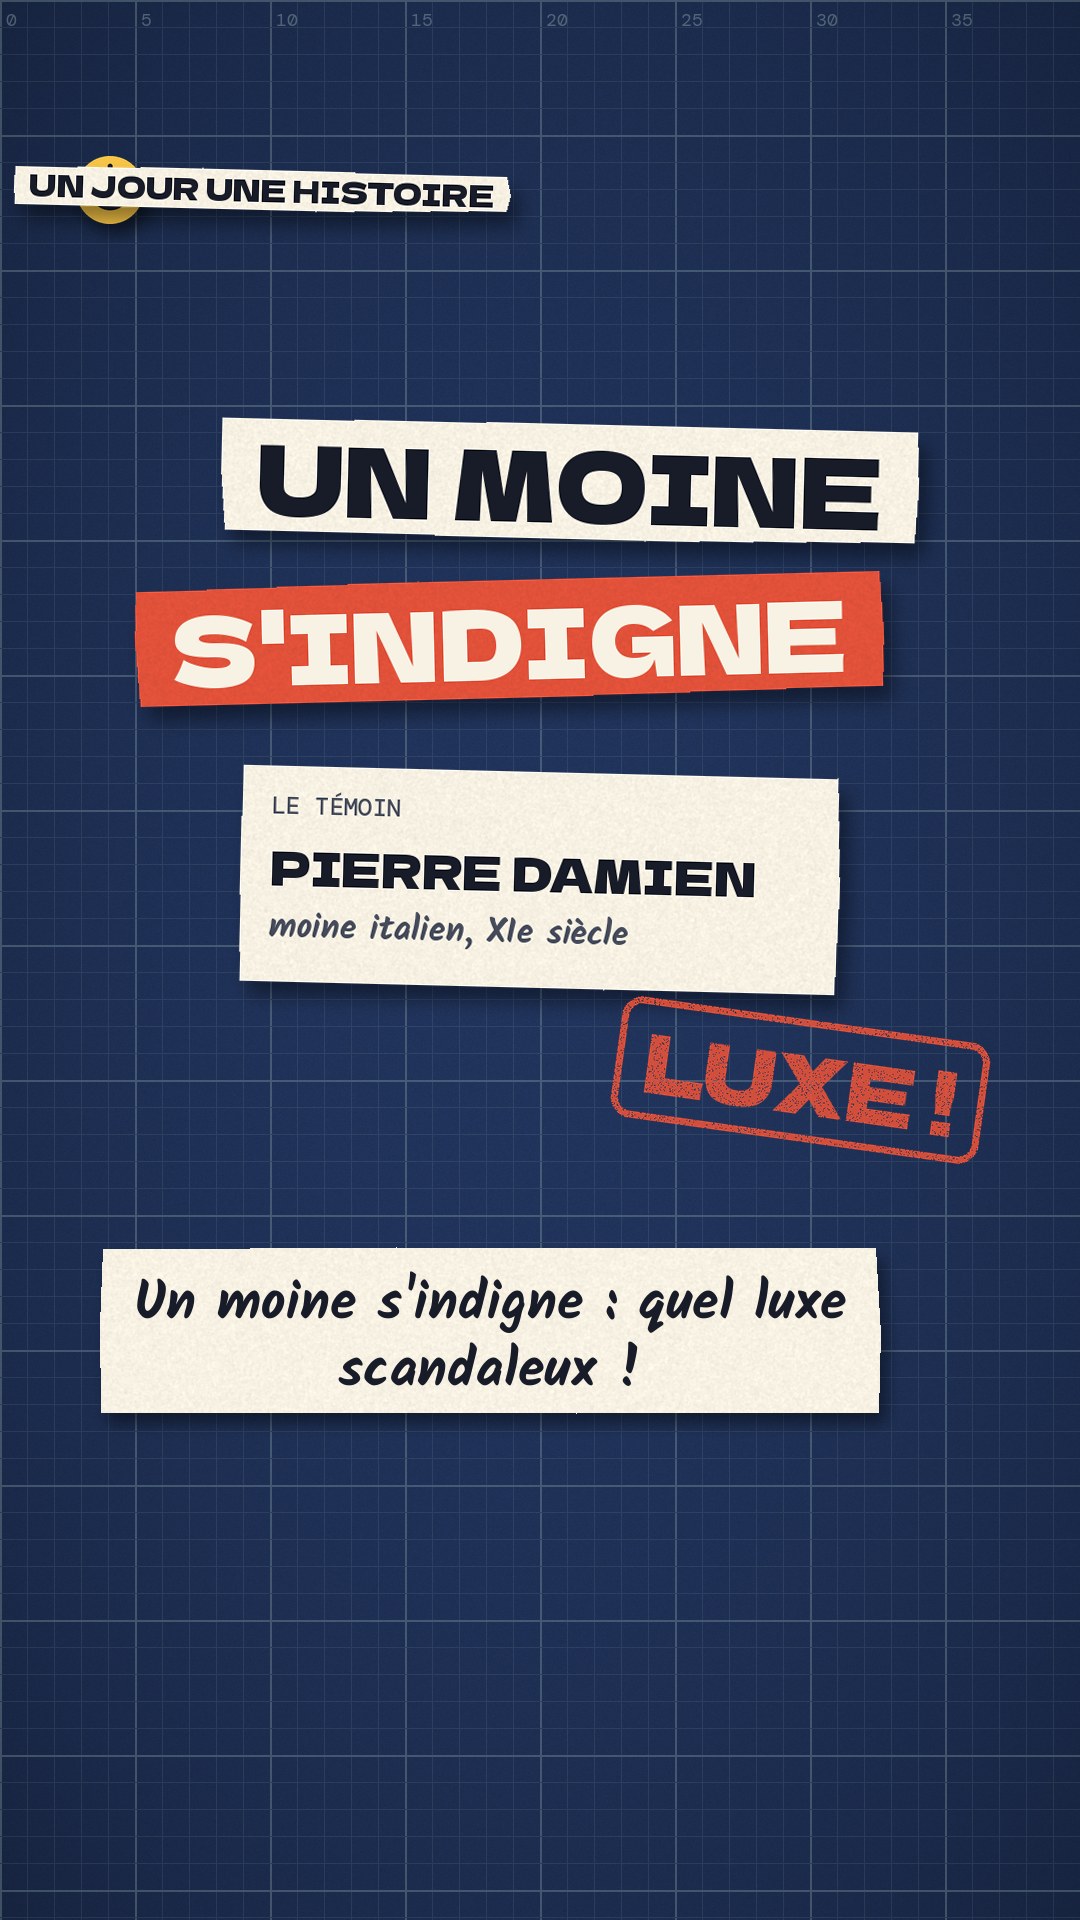 0 5 10 15 20 25 30 35
UN JOUR UNE HISTOIRE
UN MOINE
S'INDIGNE
LE TÉMOIN
PIERRE DAMIEN
moine italien, XIe siècle
LUXE !
Un moine s'indigne : quel luxe
scandaleux !